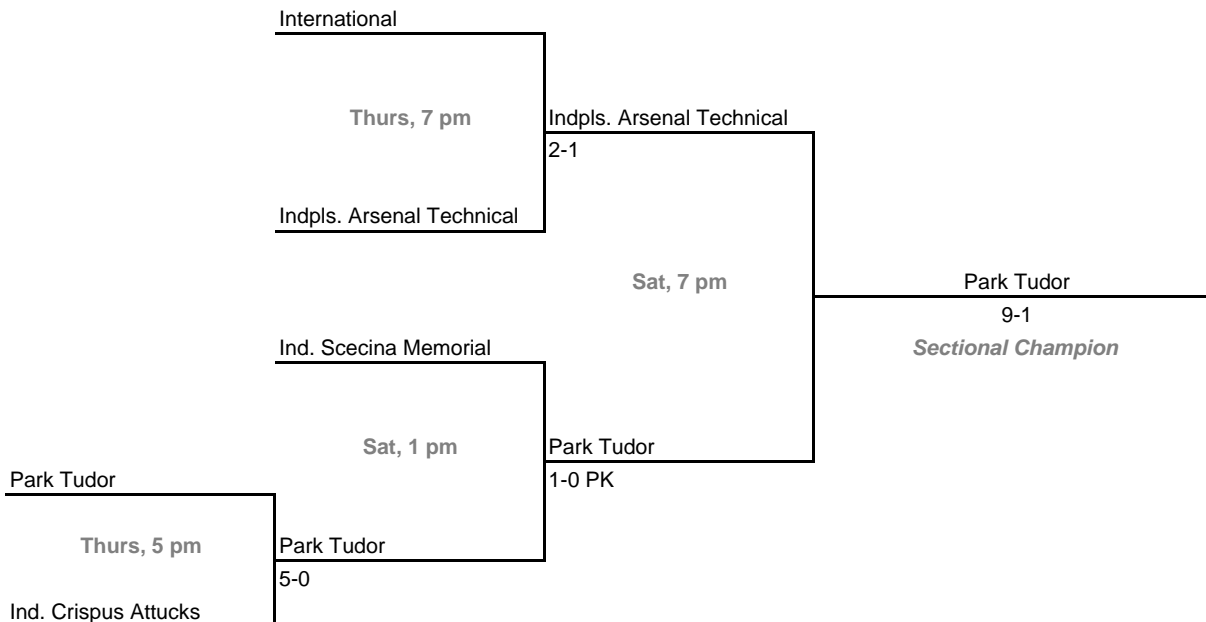 International
Thurs, 7 pm
Indpls. Arsenal Technical
2-1
Indpls. Arsenal Technical
Sat, 7 pm
Park Tudor
9-1
Sectional Champion
Ind. Scecina Memorial
Sat, 1 pm
Park Tudor
1-0 PK
Park Tudor
Thurs, 5 pm
Park Tudor
5-0
Ind. Crispus Attucks